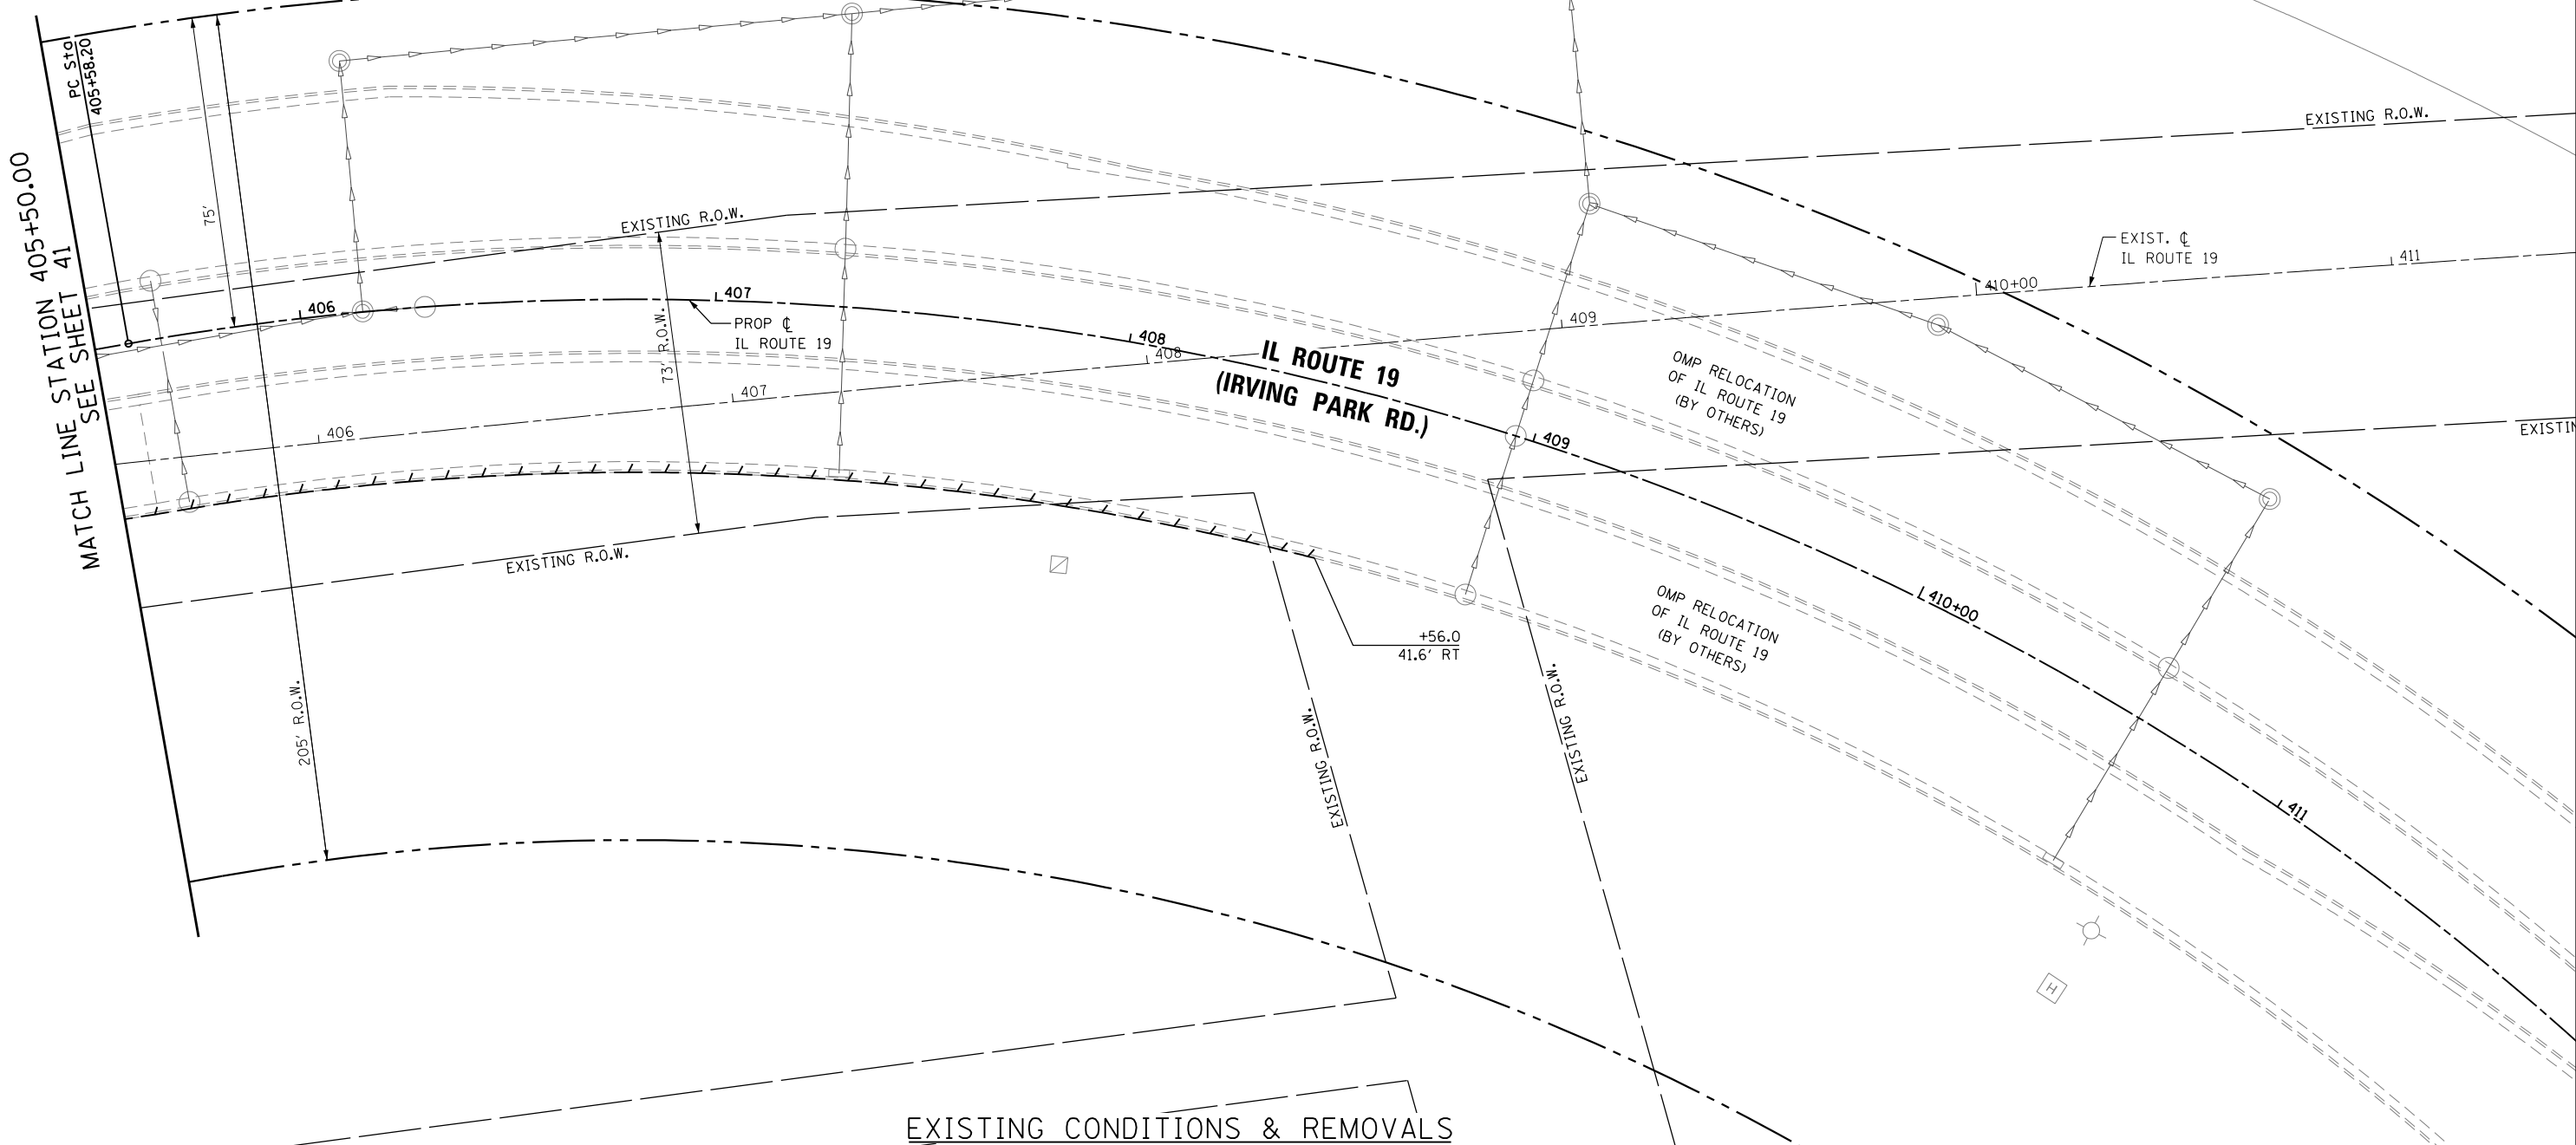 PC Sta
405+58.20
MATCH LINE STATION 405+50.00
SEE SHEET 41
75'
205' R.O.W.
EXISTING R.O.W.
73' R.O.W.
406
407
PROP ℄
IL ROUTE 19
408
408
407
406
EXISTING R.O.W.
IL ROUTE 19
(IRVING PARK RD.)
409
409
410+00
411
EXIST. ℄
IL ROUTE 19
EXISTING R.O.W.
OMP RELOCATION
OF IL ROUTE 19
(BY OTHERS)
EXISTIN
OMP RELOCATION
OF IL ROUTE 19
(BY OTHERS)
410+00
411
+56.0
41.6' RT
EXISTING R.O.W.
EXISTING R.O.W.
H
EXISTING CONDITIONS & REMOVALS